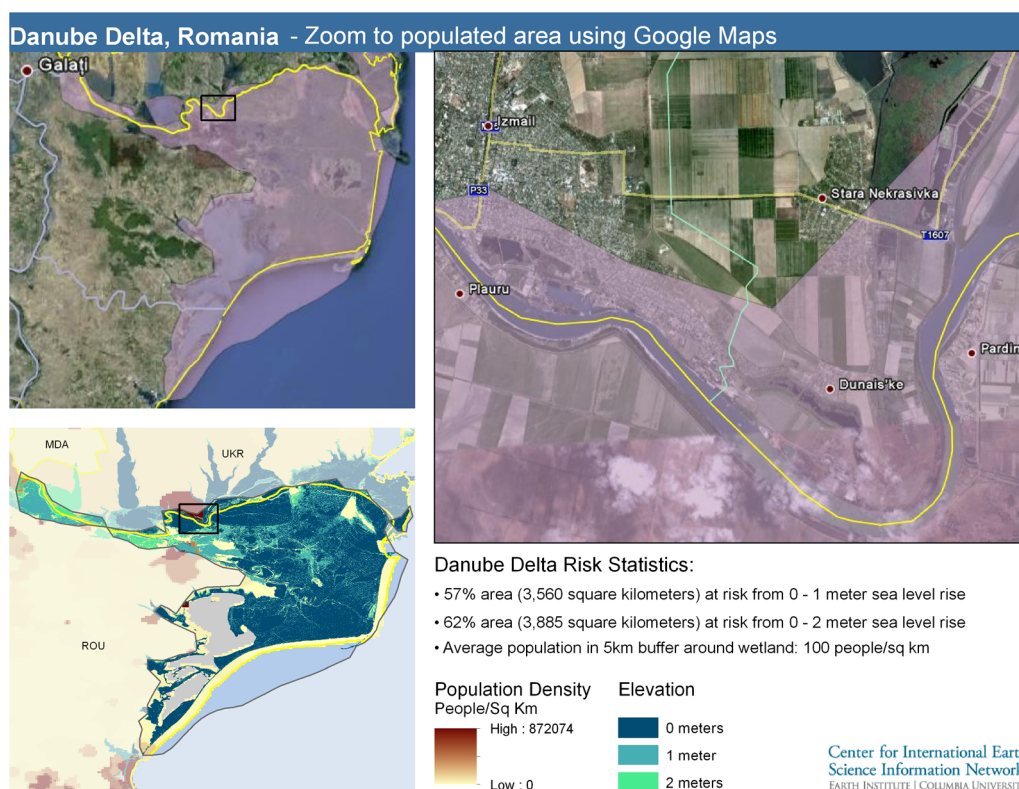 Danube Delta, Romania - Zoom to populated area using Google Maps
Galați
Izmail
P33
Stara Nekrasivka
T1607
Plauru
Pardin
Dunais'ke
MDA
UKR
ROU
Danube Delta Risk Statistics:
• 57% area (3,560 square kilometers) at risk from 0 - 1 meter sea level rise
• 62% area (3,885 square kilometers) at risk from 0 - 2 meter sea level rise
• Average population in 5km buffer around wetland: 100 people/sq km
Population Density
People/Sq Km
High : 872074
Low : 0
Elevation
0 meters
1 meter
2 meters
Center for International Eart
Science Information Network
EARTH INSTITUTE | COLUMBIA UNIVERSIT